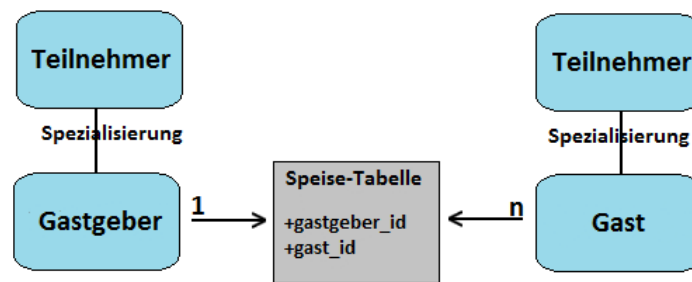 Teilnehmer
Spezialisierung
Gastgeber
1
Speise-Tabelle
+gastgeber_id
+gast_id
n
Teilnehmer
Spezialisierung
Gast